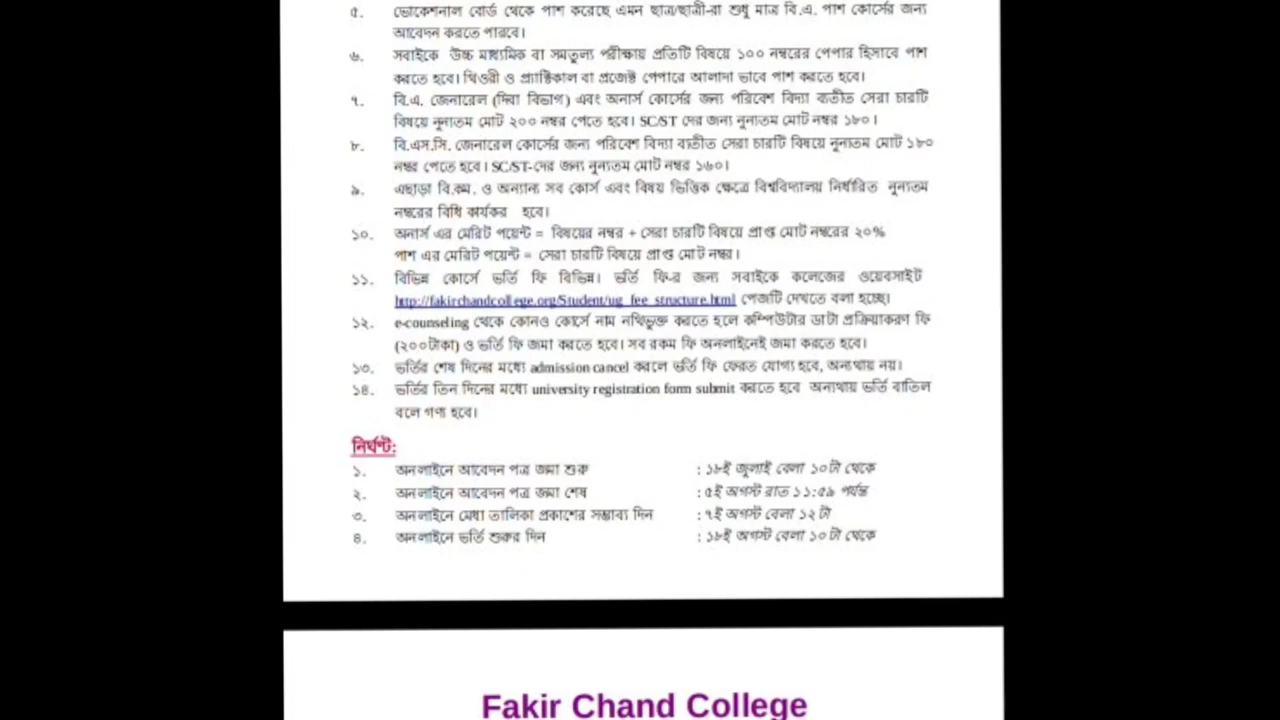 ৫. ভোকেশনাল বোর্ড থেকে পাশ করেছে এমন ছাত্র/ছাত্রী-রা শুধু মাত্র বি.এ. পাশ কোর্সের জন্য
আবেদন করতে পারবে।
৬. সবাইকে উচ্চ মাধ্যমিক বা সমতুল্য পরীক্ষায় প্রতিটি বিষয়ে ১০০ নম্বরের পেপার হিসাবে পাশ
করতে হবে। থিওরী ও প্র্যাক্টিকাল বা প্রজেক্ট পেপারে আলাদা ভাবে পাশ করতে হবে।
৭. বি.এ. জেনারেল (দিবা বিভাগ) এবং অনার্স কোর্সের জন্য পরিবেশ বিদ্যা ব্যতীত সেরা চারটি
বিষয়ে নূন্যতম মোট ২০০ নম্বর পেতে হবে। SC/ST দের জন্য নূন্যতম মোট নম্বর ১৮০।
৮. বি.এস.সি. জেনারেল কোর্সের জন্য পরিবেশ বিদ্যা ব্যতীত সেরা চারটি বিষয়ে নূন্যতম মোট ১৮০
নম্বর পেতে হবে। SC/ST-দের জন্য নূন্যতম মোট নম্বর ১৬০।
৯. এছাড়া বি.কম. ও অন্যান্য সব কোর্স এবং বিষয় ভিত্তিক ক্ষেত্রে বিশ্ববিদ্যালয় নির্ধারিত নূন্যতম
নম্বরের বিধি কার্যকর হবে।
১০. অনার্স এর মেরিট পয়েন্ট = বিষয়ের নম্বর + সেরা চারটি বিষয়ে প্রাপ্ত মোট নম্বরের ২০%
পাশ এর মেরিট পয়েন্ট = সেরা চারটি বিষয়ে প্রাপ্ত মোট নম্বর।
১১. বিভিন্ন কোর্সে ভর্তি ফি বিভিন্ন। ভর্তি ফি-র জন্য সবাইকে কলেজের ওয়েবসাইট
http://fakirchandcollege.org/Student/ug_fee_structure.html পেজটি দেখতে বলা হচ্ছে।
১২. e-counseling থেকে কোনও কোর্সে নাম নথিভুক্ত করতে হলে কম্পিউটার ডাটা প্রক্রিয়াকরণ ফি
(২০০টাকা) ও ভর্তি ফি জমা করতে হবে। সব রকম ফি অনলাইনেই জমা করতে হবে।
১৩. ভর্তির শেষ দিনের মধ্যে admission cancel করলে ভর্তি ফি ফেরত যোগ্য হবে, অন্যথায় নয়।
১৪. ভর্তির তিন দিনের মধ্যে university registration form submit করতে হবে অন্যথায় ভর্তি বাতিল
বলে গণ্য হবে।
নির্ঘণ্ট:
১. অনলাইনে আবেদন পত্র জমা শুরু : ১৮ই জুলাই বেলা ১০টা থেকে
২. অনলাইনে আবেদন পত্র জমা শেষ : ৫ই অগস্ট রাত ১১:৫৯ পর্যন্ত
৩. অনলাইনে মেধা তালিকা প্রকাশের সম্ভাব্য দিন : ৭ই অগস্ট বেলা ১২টা
৪. অনলাইনে ভর্তি শুরুর দিন : ১৮ই অগস্ট বেলা ১০টা থেকে
Fakir Chand College